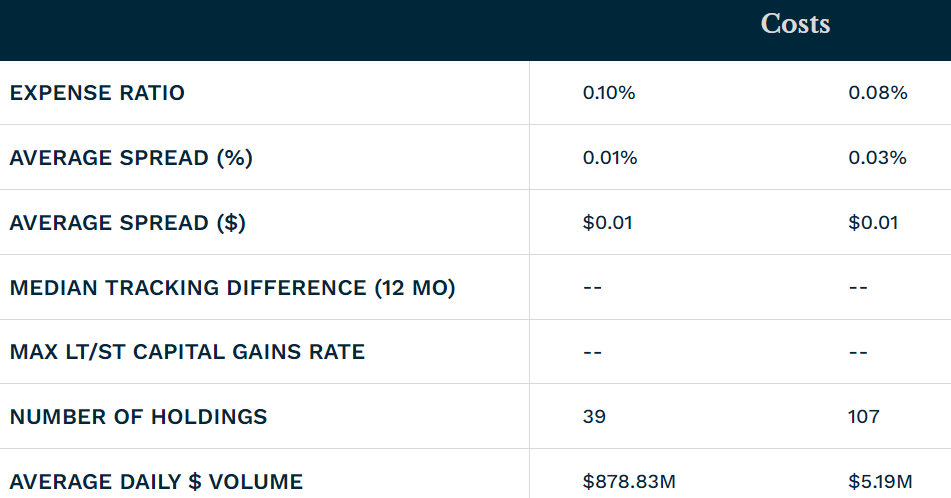 Costs
EXPENSE RATIO 0.10% 0.08%
AVERAGE SPREAD (%) 0.01% 0.03%
AVERAGE SPREAD ($) $0.01 $0.01
MEDIAN TRACKING DIFFERENCE (12 MO) -- --
MAX LT/ST CAPITAL GAINS RATE -- --
NUMBER OF HOLDINGS 39 107
AVERAGE DAILY $ VOLUME $878.83M $5.19M